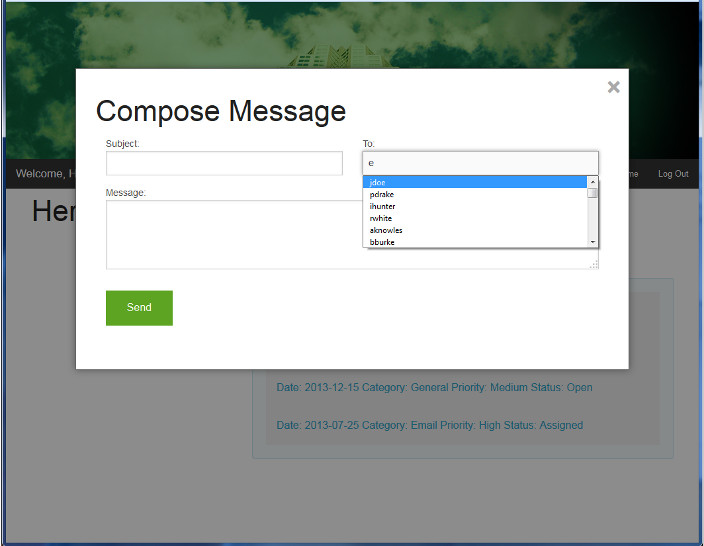 Compose Message
Subject:
To:
e
jdoe
pdrake
ihunter
rwhite
aknowles
bburke
Message:
Send
Welcome, H
me
Log Out
Her
Date: 2013-12-15 Category: General Priority: Medium Status: Open
Date: 2013-07-25 Category: Email Priority: High Status: Assigned